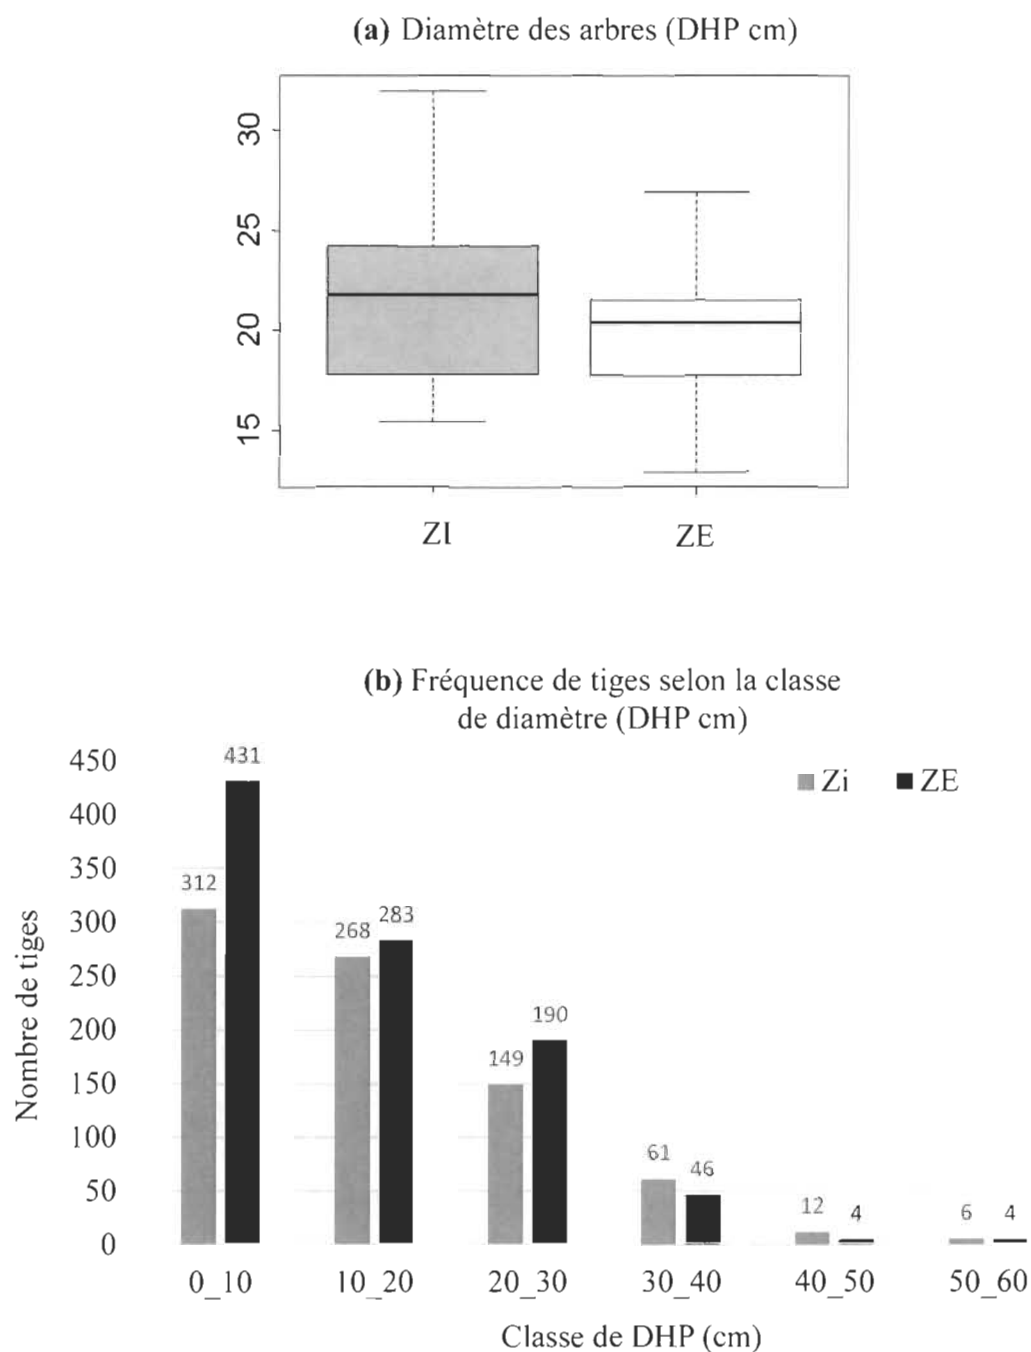 (a) Diamètre des arbres (DHP cm)
30
25
20
15
ZI ZE
(b) Fréquence de tiges selon la classe
de diamètre (DHP cm)
Zi ZE
Nombre de tiges
450
400
350
300
250
200
150
100
50
0
312 431
268 283
149 190
61 46
12 4
6 4
0_10 10_20 20_30 30_40 40_50 50_60
Classe de DHP (cm)